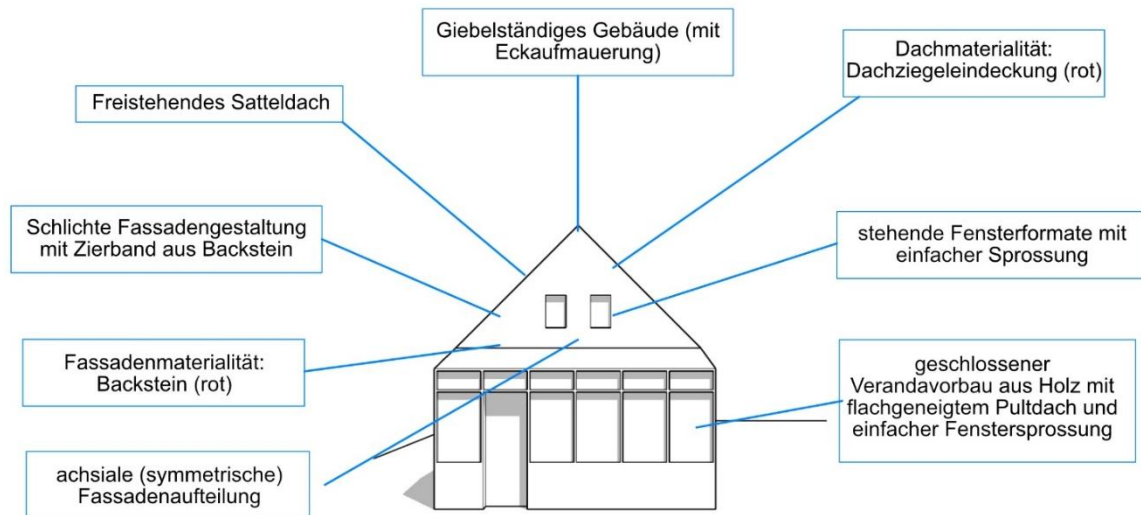 Giebelständiges Gebäude (mit
Eckaufmauerung)
Dachmaterialität:
Dachziegeleindeckung (rot)
Freistehendes Satteldach
Schlichte Fassadengestaltung
mit Zierband aus Backstein
stehende Fensterformate mit
einfacher Sprossung
Fassadenmaterialität:
Backstein (rot)
geschlossener
Verandavorbau aus Holz mit
flachgeneigtem Pultdach und
einfacher Fenstersprossung
achsiale (symmetrische)
Fassadenaufteilung